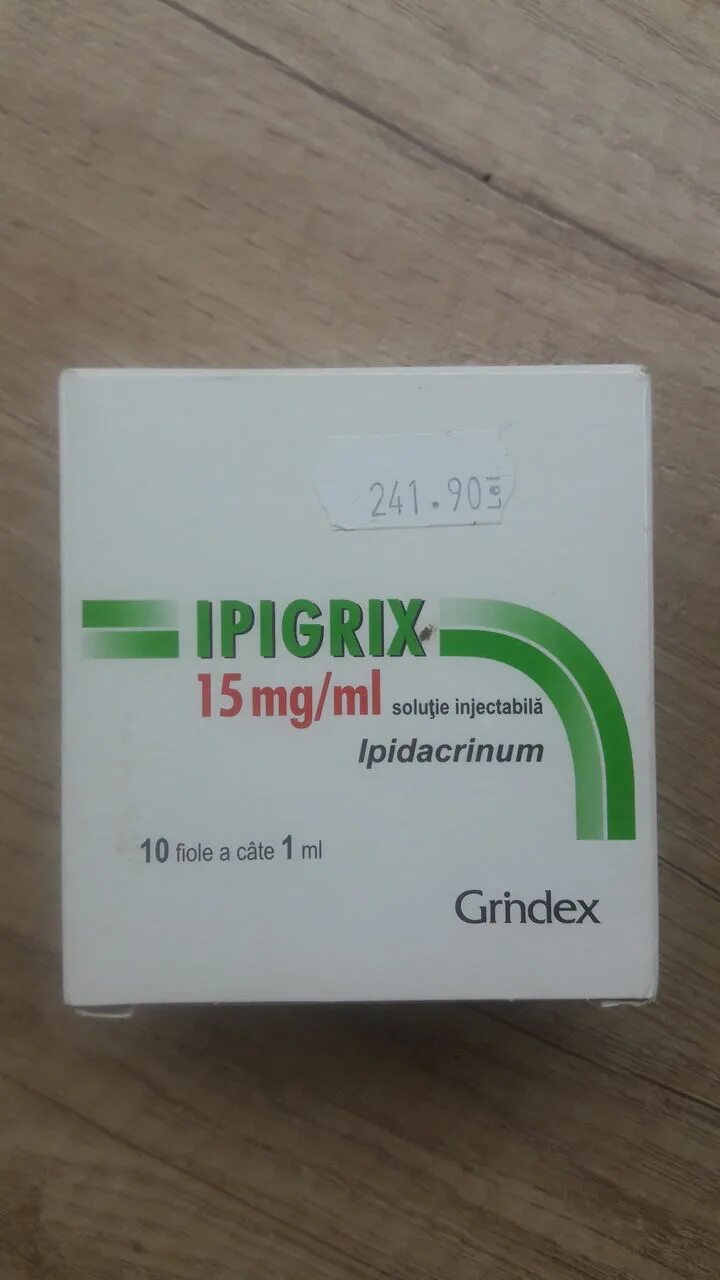 241.90
IPIGRIX
15 mg/ml soluţie injectabilă
Ipidacrinum
10 fiole a câte 1 ml
Grindex